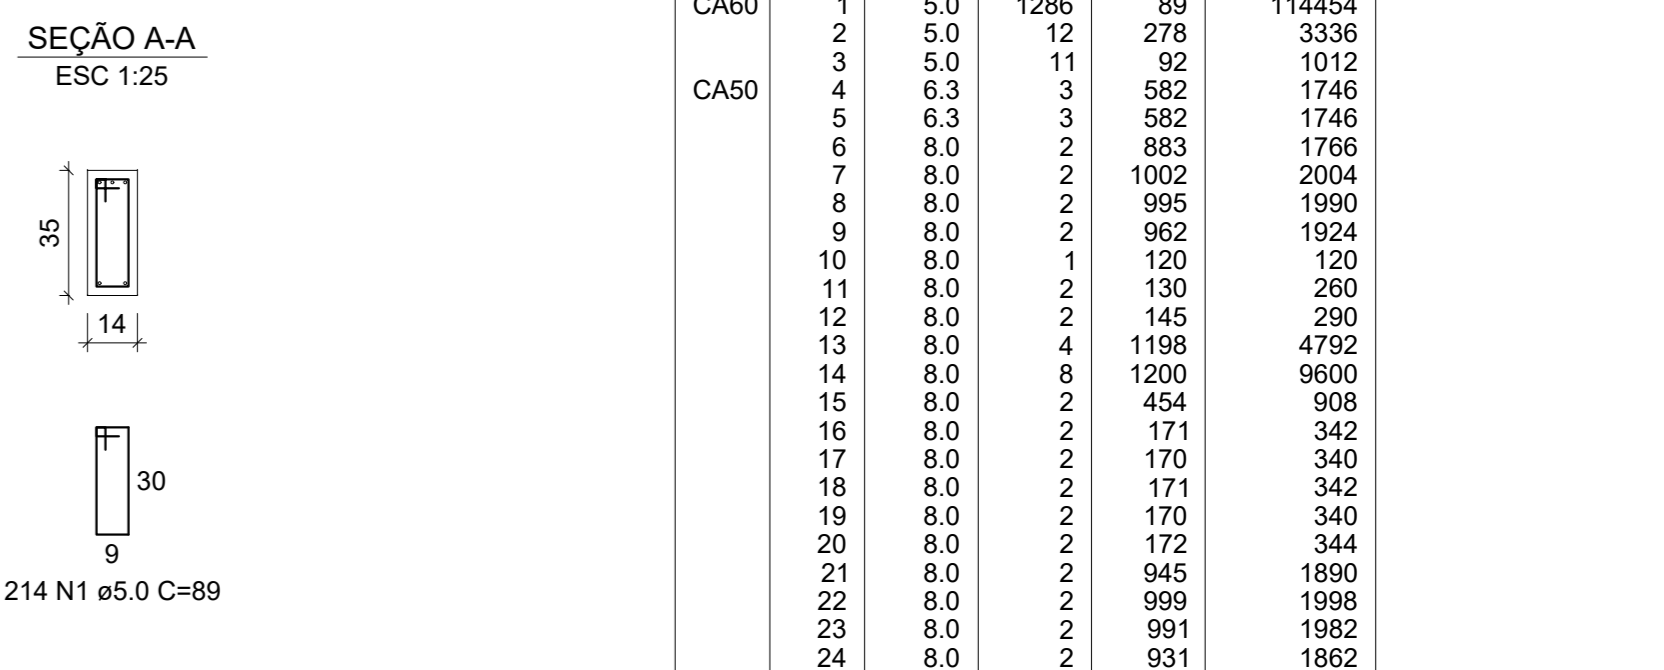 SEÇÃO A-A
ESC 1:25
35
14
30
9
214 N1 ø5.0 C=89
CA60 1 5.0 1286 89 114454
2 5.0 12 278 3336
3 5.0 11 92 1012
CA50 4 6.3 3 582 1746
5 6.3 3 582 1746
6 8.0 2 883 1766
7 8.0 2 1002 2004
8 8.0 2 995 1990
9 8.0 2 962 1924
10 8.0 1 120 120
11 8.0 2 130 260
12 8.0 2 145 290
13 8.0 4 1198 4792
14 8.0 8 1200 9600
15 8.0 2 454 908
16 8.0 2 171 342
17 8.0 2 170 340
18 8.0 2 171 342
19 8.0 2 170 340
20 8.0 2 172 344
21 8.0 2 945 1890
22 8.0 2 999 1998
23 8.0 2 991 1982
24 8.0 2 931 1862